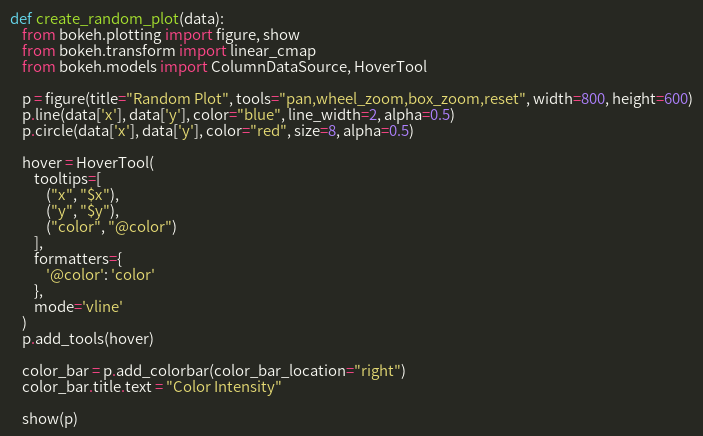 def create_random_plot(data):
    from bokeh.plotting import figure, show
    from bokeh.transform import linear_cmap
    from bokeh.models import ColumnDataSource, HoverTool

    p = figure(title="Random Plot", tools="pan,wheel_zoom,box_zoom,reset", width=800, height=600)
    p.line(data['x'], data['y'], color="blue", line_width=2, alpha=0.5)
    p.circle(data['x'], data['y'], color="red", size=8, alpha=0.5)

    hover = HoverTool(
        tooltips=[
            ("x", "$x"),
            ("y", "$y"),
            ("color", "@color")
        ],
        formatters={
            '@color': 'color'
        },
        mode='vline'
    )
    p.add_tools(hover)

    color_bar = p.add_colorbar(color_bar_location="right")
    color_bar.title.text = "Color Intensity"

    show(p)